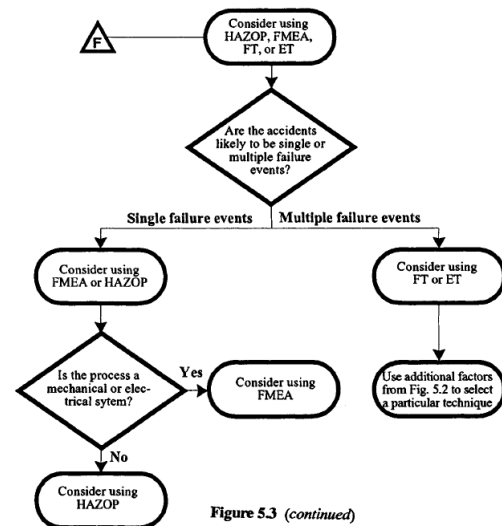 F
Consider using
HAZOP, FMEA,
FT, or ET
Are the accidents
likely to be single or
multiple failure
events?
Single failure events
Multiple failure events
Consider using
FMEA or HAZOP
Consider using
FT or ET
Is the process a
mechanical or elec-
trical sytem?
Yes
Consider using
FMEA
Use additional factors
from Fig. 5.2 to select
a particular technique
No
Consider using
HAZOP
Figure 5.3 (continued)